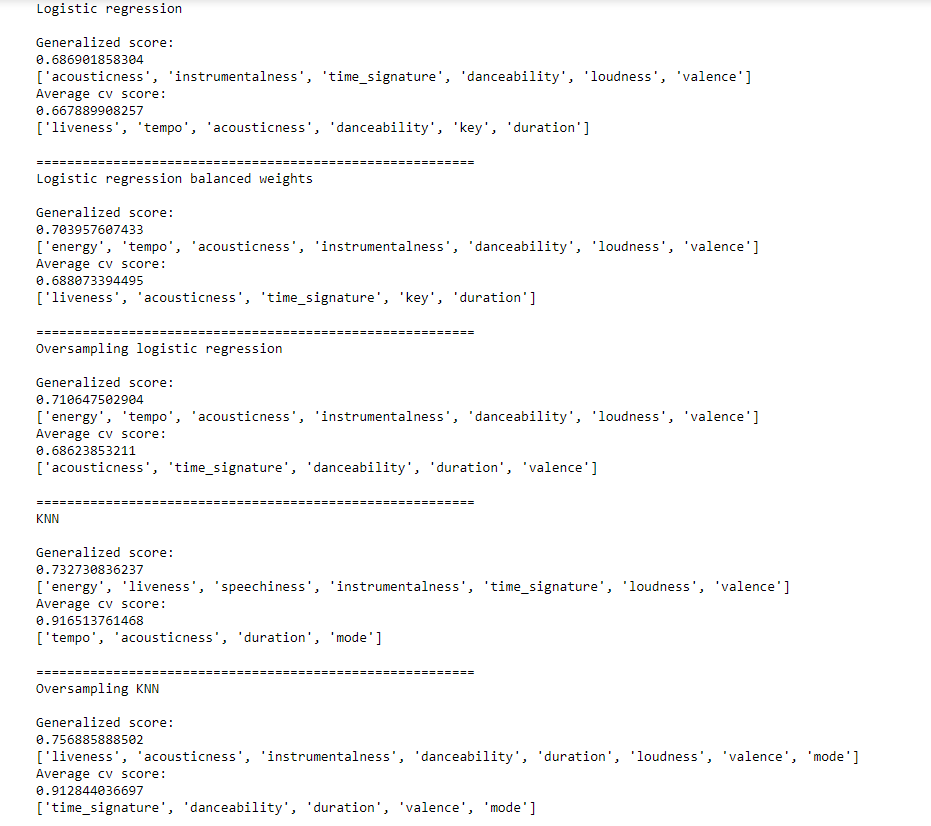 Logistic regression
Generalized score:
0.686901858304
['acousticness', 'instrumentalness', 'time_signature', 'danceability', 'loudness', 'valence']
Average cv score:
0.667889908257
['liveness', 'tempo', 'acousticness', 'danceability', 'key', 'duration']
=========================================================
Logistic regression balanced weights
Generalized score:
0.703957607433
['energy', 'tempo', 'acousticness', 'instrumentalness', 'danceability', 'loudness', 'valence']
Average cv score:
0.688073394495
['liveness', 'acousticness', 'time_signature', 'key', 'duration']
=========================================================
Oversampling logistic regression
Generalized score:
0.710647502904
['energy', 'tempo', 'acousticness', 'instrumentalness', 'danceability', 'loudness', 'valence']
Average cv score:
0.68623853211
['acousticness', 'time_signature', 'danceability', 'duration', 'valence']
=========================================================
KNN
Generalized score:
0.732730836237
['energy', 'liveness', 'speechiness', 'instrumentalness', 'time_signature', 'loudness', 'valence']
Average cv score:
0.916513761468
['tempo', 'acousticness', 'duration', 'mode']
=========================================================
Oversampling KNN
Generalized score:
0.756885888502
['liveness', 'acousticness', 'instrumentalness', 'danceability', 'duration', 'loudness', 'valence', 'mode']
Average cv score:
0.912844036697
['time_signature', 'danceability', 'duration', 'valence', 'mode']